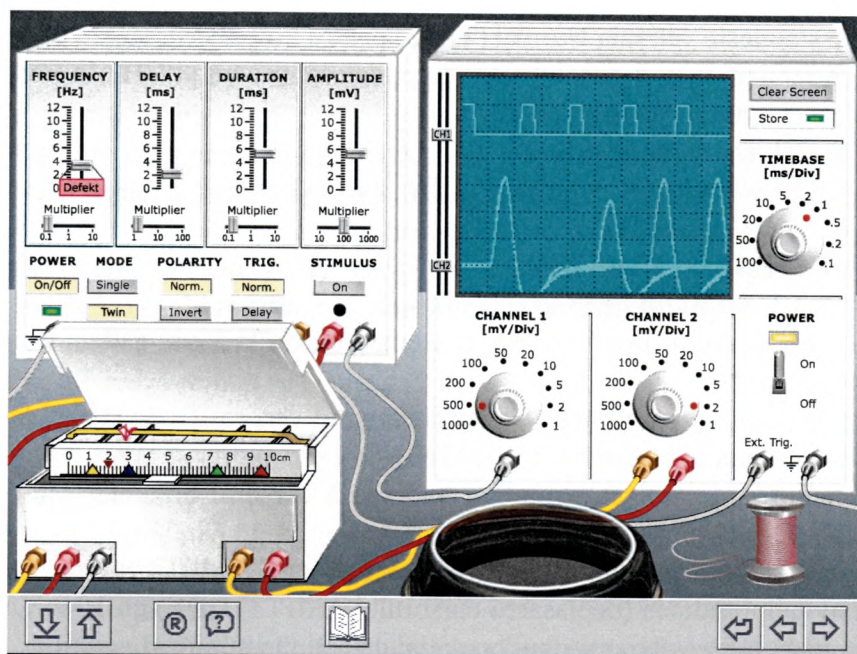 FREQUENCY DELAY DURATION AMPLITUDE
[Hz] [ms] [ms] [mV]
12 12 12 12
10 10 10 10
8 8 8 8
6 6 6 6
4 4 4 4
2 2 2 2
0 0 0 0
Defekt
Multiplier Multiplier Multiplier Multiplier
0.1 1 10 1 10 100 0.1 1 10 10 100 1000
POWER MODE POLARITY TRIG. STIMULUS
On/Off Single Norm. Norm. On
Twin Invert Delay
CH1
CH2
Clear Screen
Store
TIMEBASE
[ms/Div]
100 50 20 10 5 2 1 .5 .2 .1
CHANNEL 1
[mY/Div]
1000 500 200 100 50 20 10 5 2 1
CHANNEL 2
[mY/Div]
1000 500 200 100 50 20 10 5 2 1
POWER
On
Off
Ext. Trig.
0 1 2 3 4 5 6 7 8 9 10cm
R
?